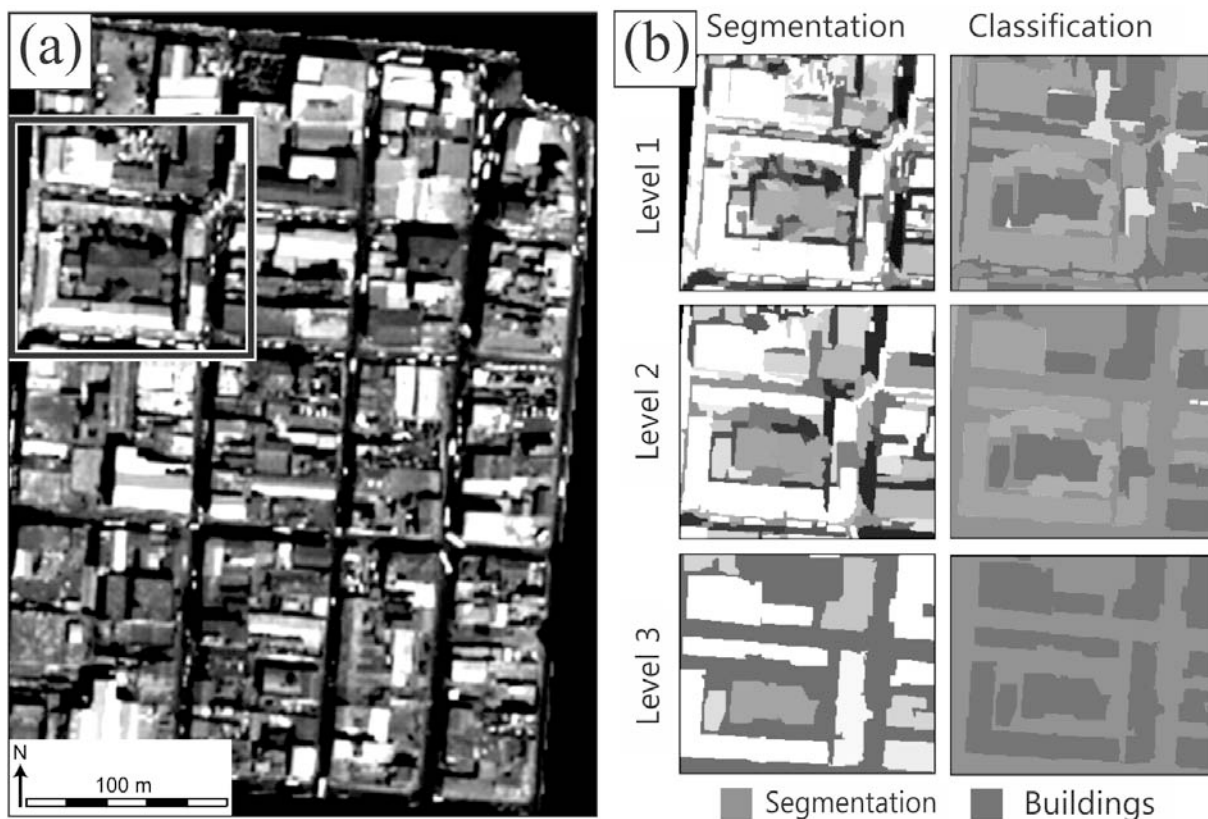 (a)
N
100 m
(b)
Segmentation Classification
Level 1
Level 2
Level 3
Segmentation Buildings